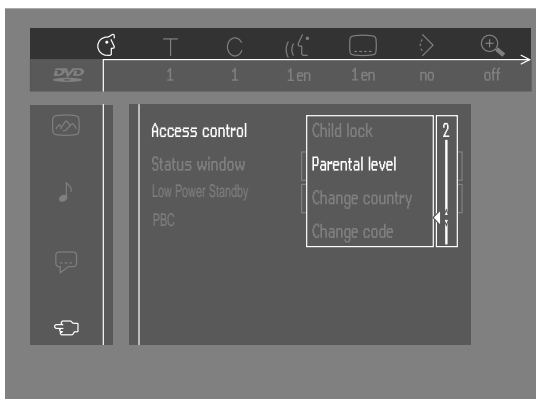 T C
DVD 1 1 1 en 1 en no off
Access control
Status window
Low Power Standby
PBC
Child lock
Parental level
Change country
Change code
2